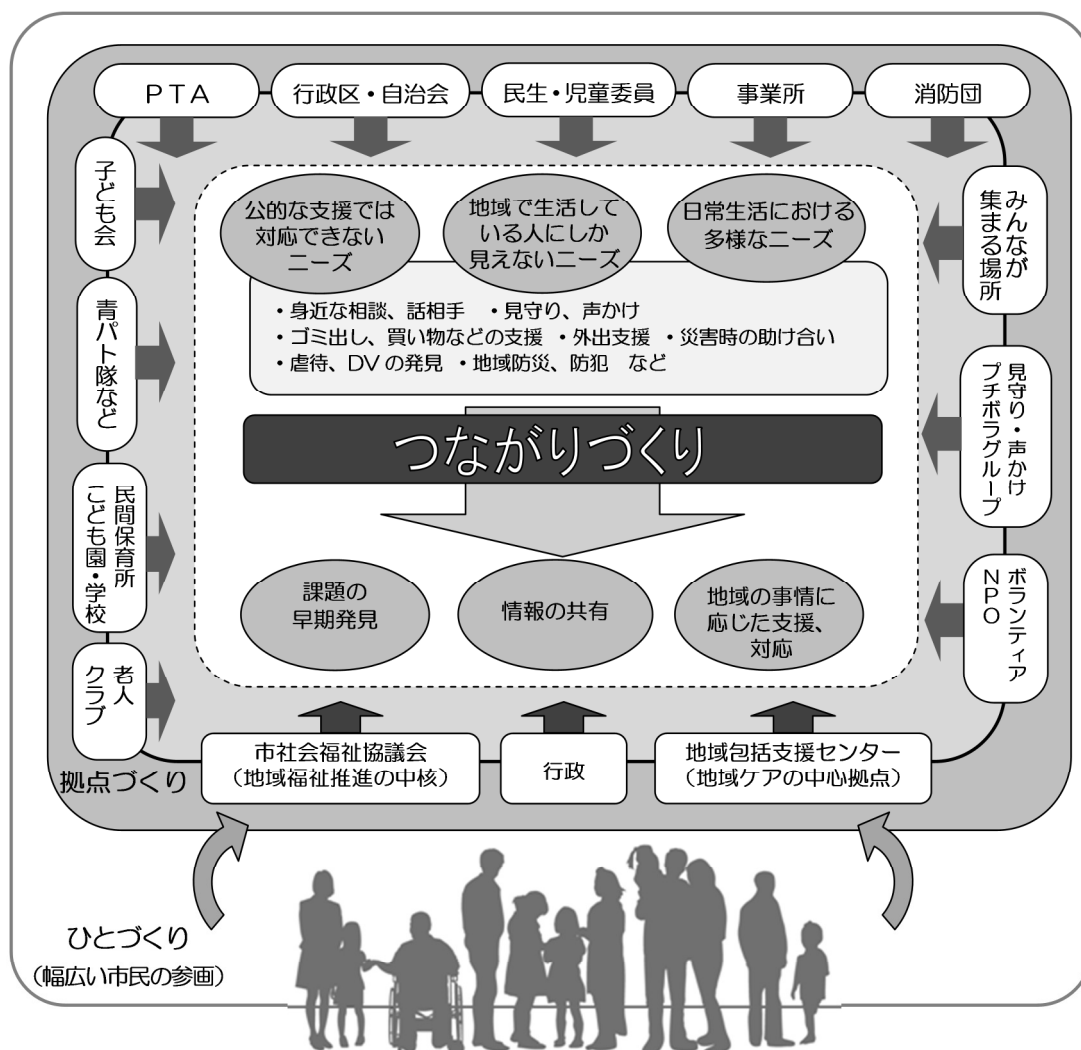 PTA
行政区・自治会
民生・児童委員
事業所
消防団
子ども会
青パト隊など
民間保育所
こども園・学校
老人
クラブ
みんなが
集まる場所
見守り・声かけ
プチボラグループ
ボランティア
NPO
公的な支援では
対応できない
ニーズ
地域で生活して
いる人にしか
見えないニーズ
日常生活における
多様なニーズ
・身近な相談、話相手 ・見守り、声かけ
・ゴミ出し、買い物などの支援 ・外出支援 ・災害時の助け合い
・虐待、DVの発見 ・地域防災、防犯 など
つながりづくり
課題の
早期発見
情報の共有
地域の事情に
応じた支援、
対応
拠点づくり
市社会福祉協議会
（地域福祉推進の中核）
行政
地域包括支援センター
（地域ケアの中心拠点）
ひとづくり
（幅広い市民の参画）